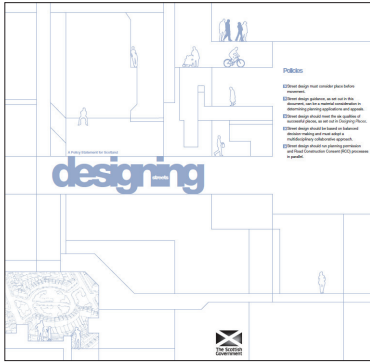 Policies
Street design must consider place before
movement.
Street design guidance, as set out in this
document, can be a material consideration in
determining planning applications and appeals.
Street design should meet the six qualities of
successful places, as set out in Designing Places.
Street design should be based on balanced
decision-making and must adopt a
multidisciplinary collaborative approach.
Street design should run planning permission
and Road Construction Consent (RCC) processes
in parallel.
A Policy Statement for Scotland
designing
The Scottish
Government